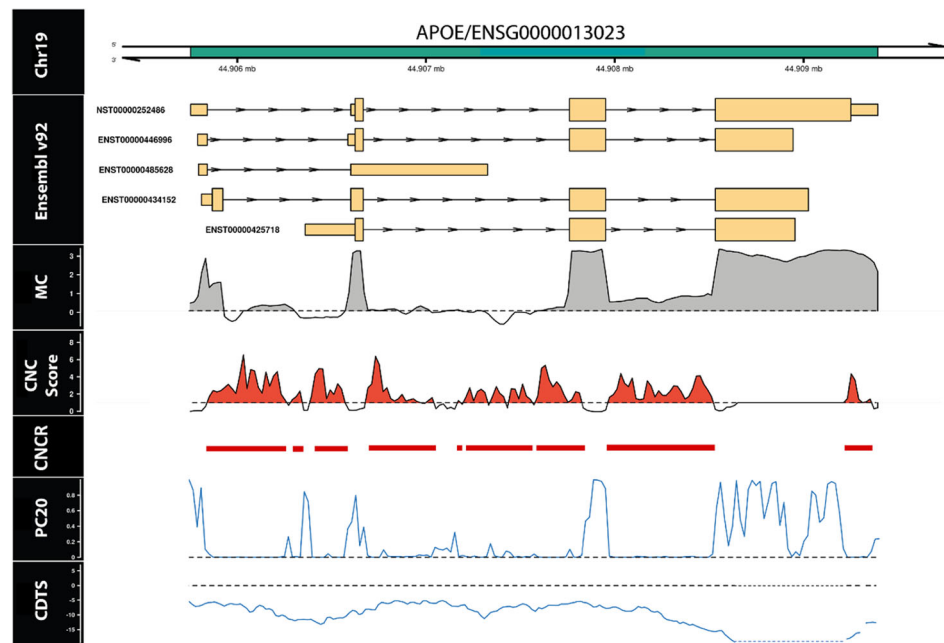 APOE/ENSG0000013023
Chr19
5'
3'
44.906 mb
44.907 mb
44.908 mb
44.909 mb
Ensembl v92
NST00000252486
ENST00000446996
ENST00000485628
ENST00000434152
ENST00000425718
MC
3
2
1
0
CNC
Score
8
6
4
2
0
CNCR
PC20
0.8
0.6
0.4
0.2
0
CDTS
5
0
-5
-10
-15